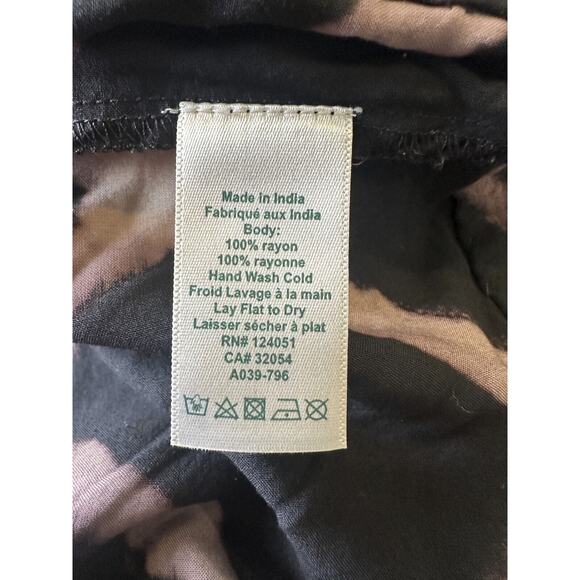 Made in India
Fabriqué aux India
Body:
100% rayon
100% rayonne
Hand Wash Cold
Froid Lavage à la main
Lay Flat to Dry
Laisser sécher à plat
RN# 124051
CA# 32054
A039-796